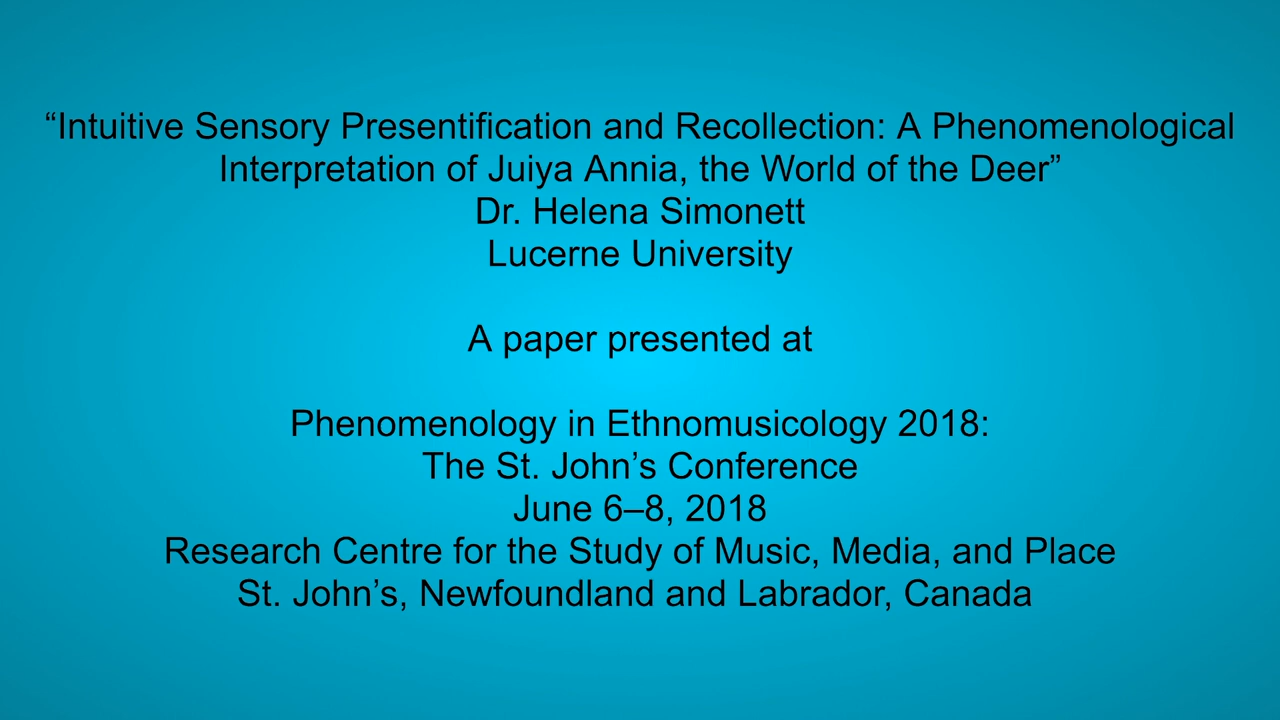 “Intuitive Sensory Presentification and Recollection: A Phenomenological
Interpretation of Juiya Annia, the World of the Deer”
Dr. Helena Simonett
Lucerne University
A paper presented at
Phenomenology in Ethnomusicology 2018:
The St. John’s Conference
June 6–8, 2018
Research Centre for the Study of Music, Media, and Place
St. John’s, Newfoundland and Labrador, Canada